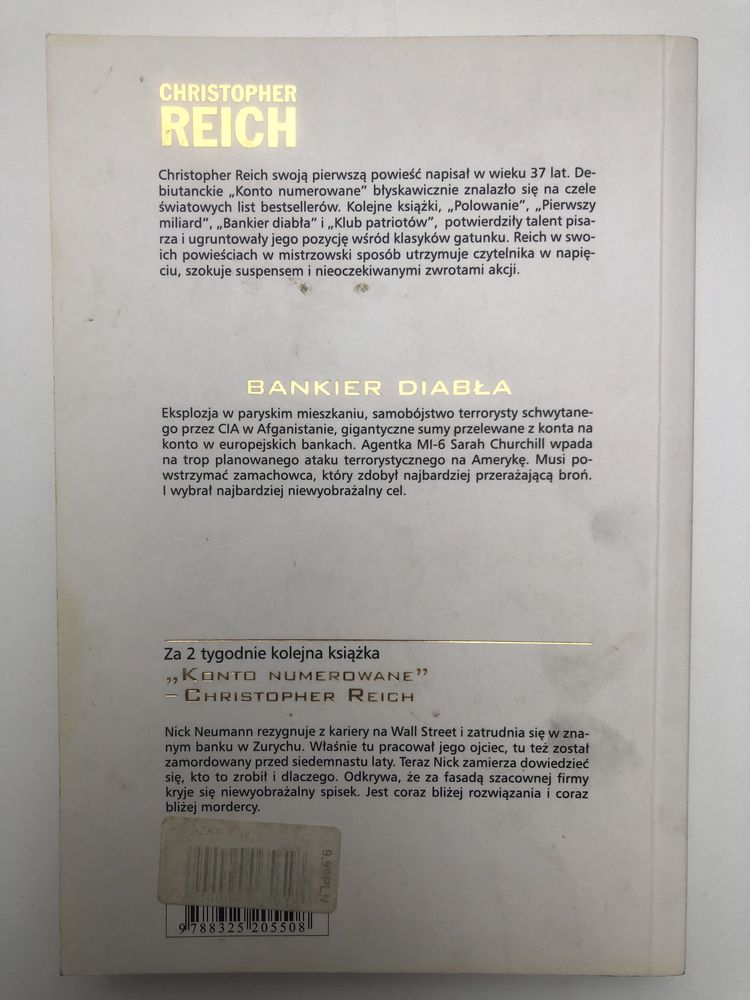 CHRISTOPHER
REICH
Christopher Reich swoją pierwszą powieść napisał w wieku 37 lat. De-
biutanckie „Konto numerowane” błyskawicznie znalazło się na czele
światowych list bestsellerów. Kolejne książki, „Polowanie”, „Pierwszy
miliard”, „Bankier diabła” i „Klub patriotów”, potwierdziły talent pisa-
rza i ugruntowały jego pozycję wśród klasyków gatunku. Reich w swo-
ich powieściach w mistrzowski sposób utrzymuje czytelnika w napię-
ciu, szokuje suspensem i nieoczekiwanymi zwrotami akcji.
BANKIER DIABŁA
Eksplozja w paryskim mieszkaniu, samobójstwo terrorysty schwytane-
go przez CIA w Afganistanie, gigantyczne sumy przelewane z konta na
konto w europejskich bankach. Agentka MI-6 Sarah Churchill wpada
na trop planowanego ataku terrorystycznego na Amerykę. Musi po-
wstrzymać zamachowca, który zdobył najbardziej przerażającą broń.
I wybrał najbardziej niewyobrażalny cel.
Za 2 tygodnie kolejna książka
„KONTO NUMEROWANE”
– CHRISTOPHER REICH
Nick Neumann rezygnuje z kariery na Wall Street i zatrudnia się w zna-
nym banku w Zurychu. Właśnie tu pracował jego ojciec, tu też został
zamordowany przed siedemnastu laty. Teraz Nick zamierza dowiedzieć
się, kto to zrobił i dlaczego. Odkrywa, że za fasadą szacownej firmy
kryje się niewyobrażalny spisek. Jest coraz bliżej rozwiązania i coraz
bliżej mordercy.
9.99PLN
9788325205508